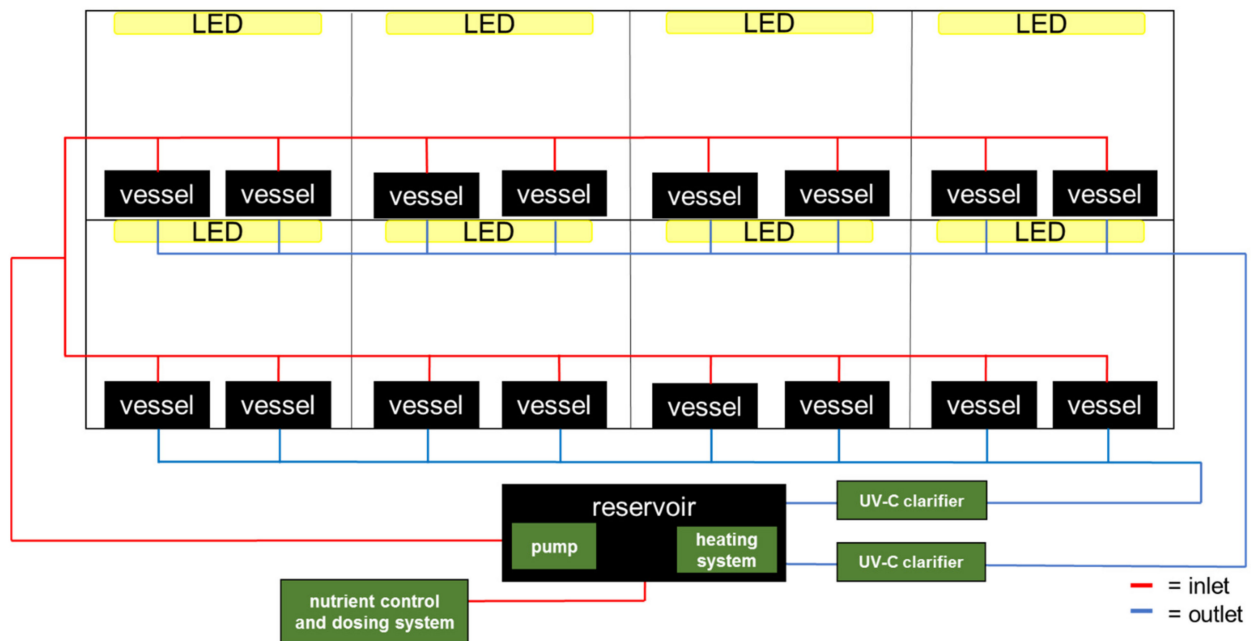 LED
LED
LED
LED
vessel
vessel
vessel
vessel
vessel
vessel
vessel
vessel
LED
LED
LED
LED
vessel
vessel
vessel
vessel
vessel
vessel
vessel
vessel
reservoir
pump
heating
system
UV-C clarifier
UV-C clarifier
nutrient control
and dosing system
= inlet
= outlet